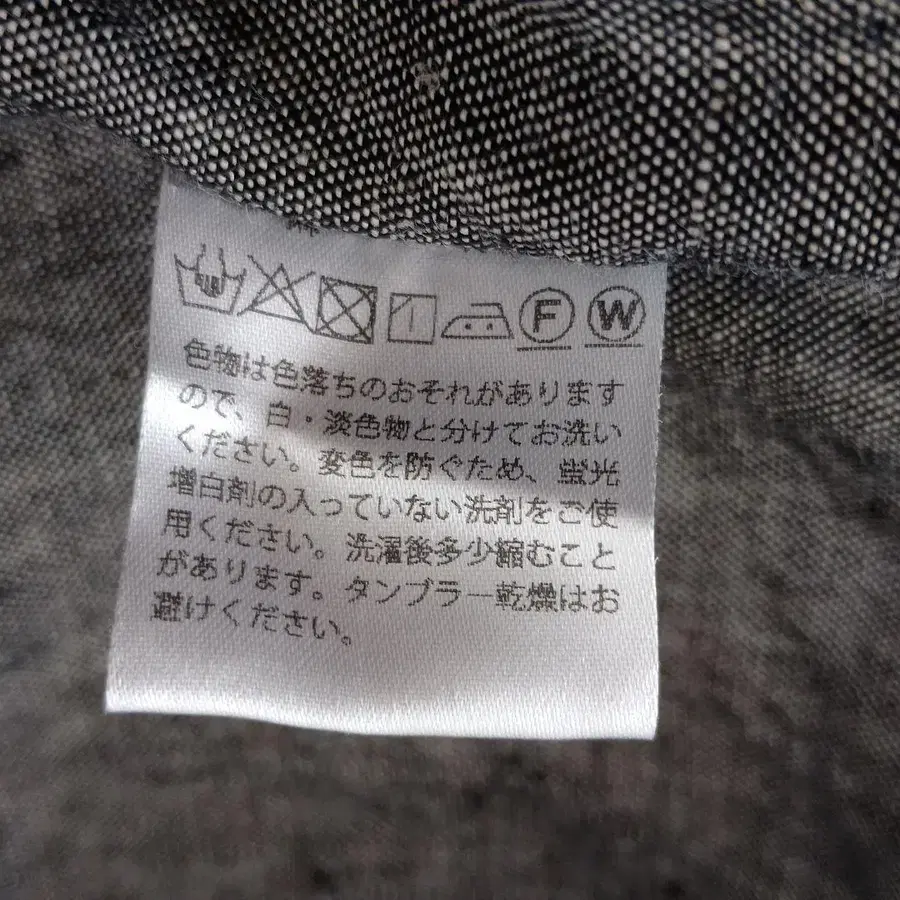 F W
色物は色落ちのおそれがあります
ので、白・淡色物と分けてお洗い
ください。変色を防ぐため、蛍光
増白剤の入っていない洗剤をご使
用ください。洗濯後多少縮むこと
があります。タンブラー乾燥はお
避けください。